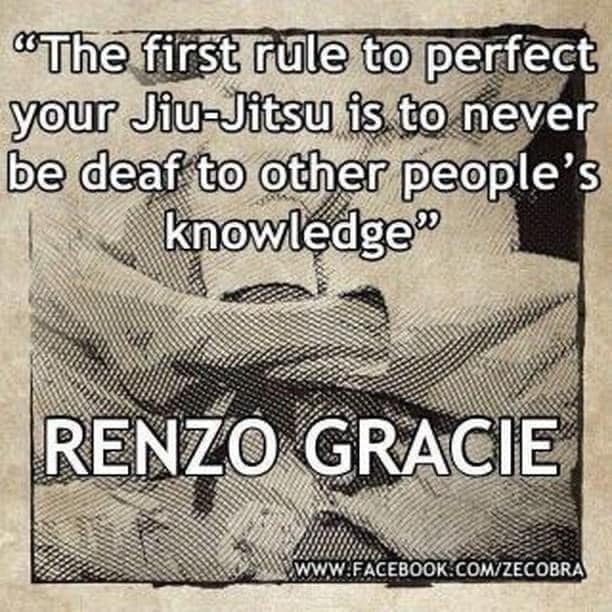 “The first rule to perfect
your Jiu-Jitsu is to never
be deaf to other people’s
knowledge”
RENZO GRACIE
WWW.FACEBOOK.COM/ZECOBRA